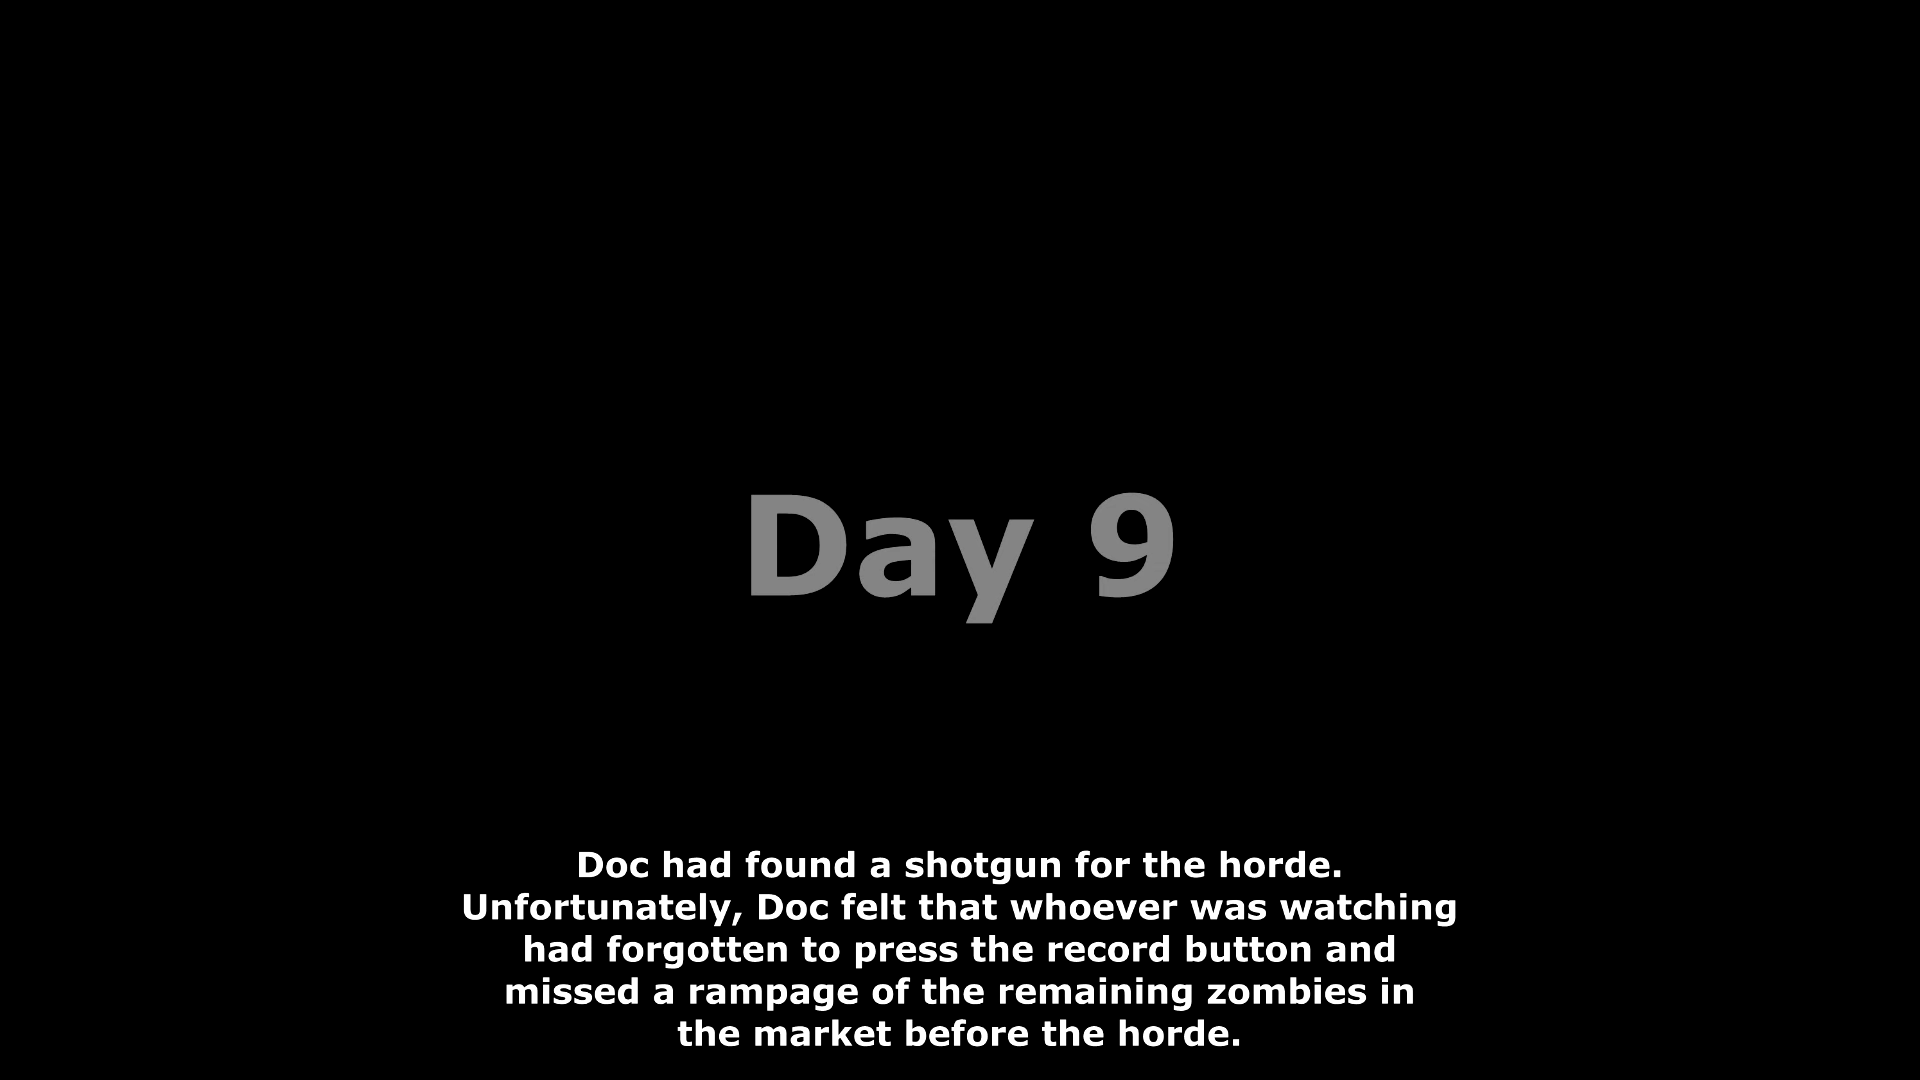 Day 9
Doc had found a shotgun for the horde.
Unfortunately, Doc felt that whoever was watching
had forgotten to press the record button and
missed a rampage of the remaining zombies in
the market before the horde.